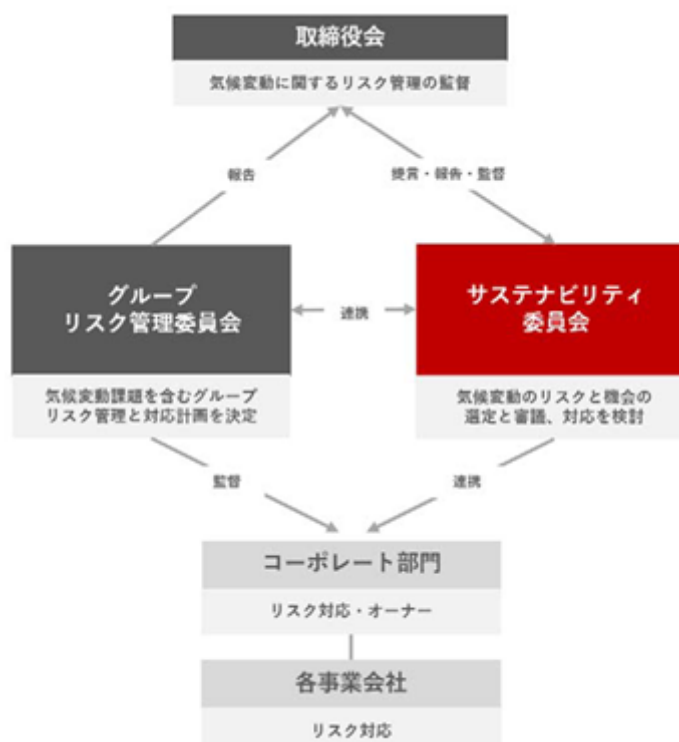 取締役会
気候変動に関するリスク管理の監督
報告
提言・報告・監督
グループ
リスク管理委員会
連携
サステナビリティ
委員会
気候変動課題を含むグループ
リスク管理と対応計画を決定
気候変動のリスクと機会の
選定と審議、対応を検討
監督
連携
コーポレート部門
リスク対応・オーナー
各事業会社
リスク対応